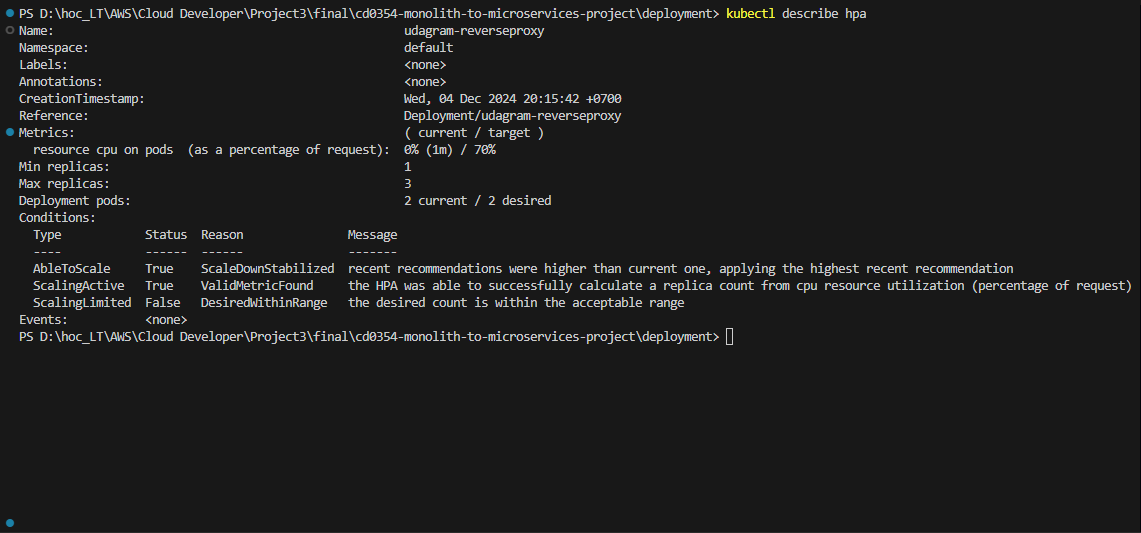 PS D:\hoc_LT\AWS\Cloud Developer\Project3\final\cd0354-monolith-to-microservices-project\deployment> kubectl describe hpa
Name: udagram-reverseproxy
Namespace: default
Labels: <none>
Annotations: <none>
CreationTimestamp: Wed, 04 Dec 2024 20:15:42 +0700
Reference: Deployment/udagram-reverseproxy
Metrics: ( current / target )
resource cpu on pods (as a percentage of request): 0% (1m) / 70%
Min replicas: 1
Max replicas: 3
Deployment pods: 2 current / 2 desired
Conditions:
Type Status Reason Message
---- ------ ------ -------
AbleToScale True ScaleDownStabilized recent recommendations were higher than current one, applying the highest recent recommendation
ScalingActive True ValidMetricFound the HPA was able to successfully calculate a replica count from cpu resource utilization (percentage of request)
ScalingLimited False DesiredWithinRange the desired count is within the acceptable range
Events: <none>
PS D:\hoc_LT\AWS\Cloud Developer\Project3\final\cd0354-monolith-to-microservices-project\deployment>